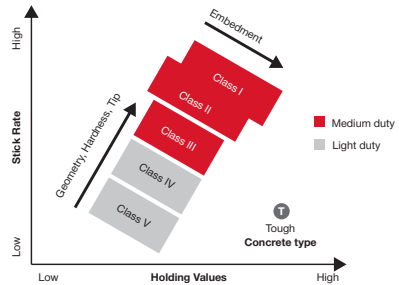 High
Stick Rate
Low
Embedment
Geometry, Hardness, Tip
Class I
Class II
Class III
Class IV
Class V
Medium duty
Light duty
T
Tough
Concrete type
Low
Holding Values
High